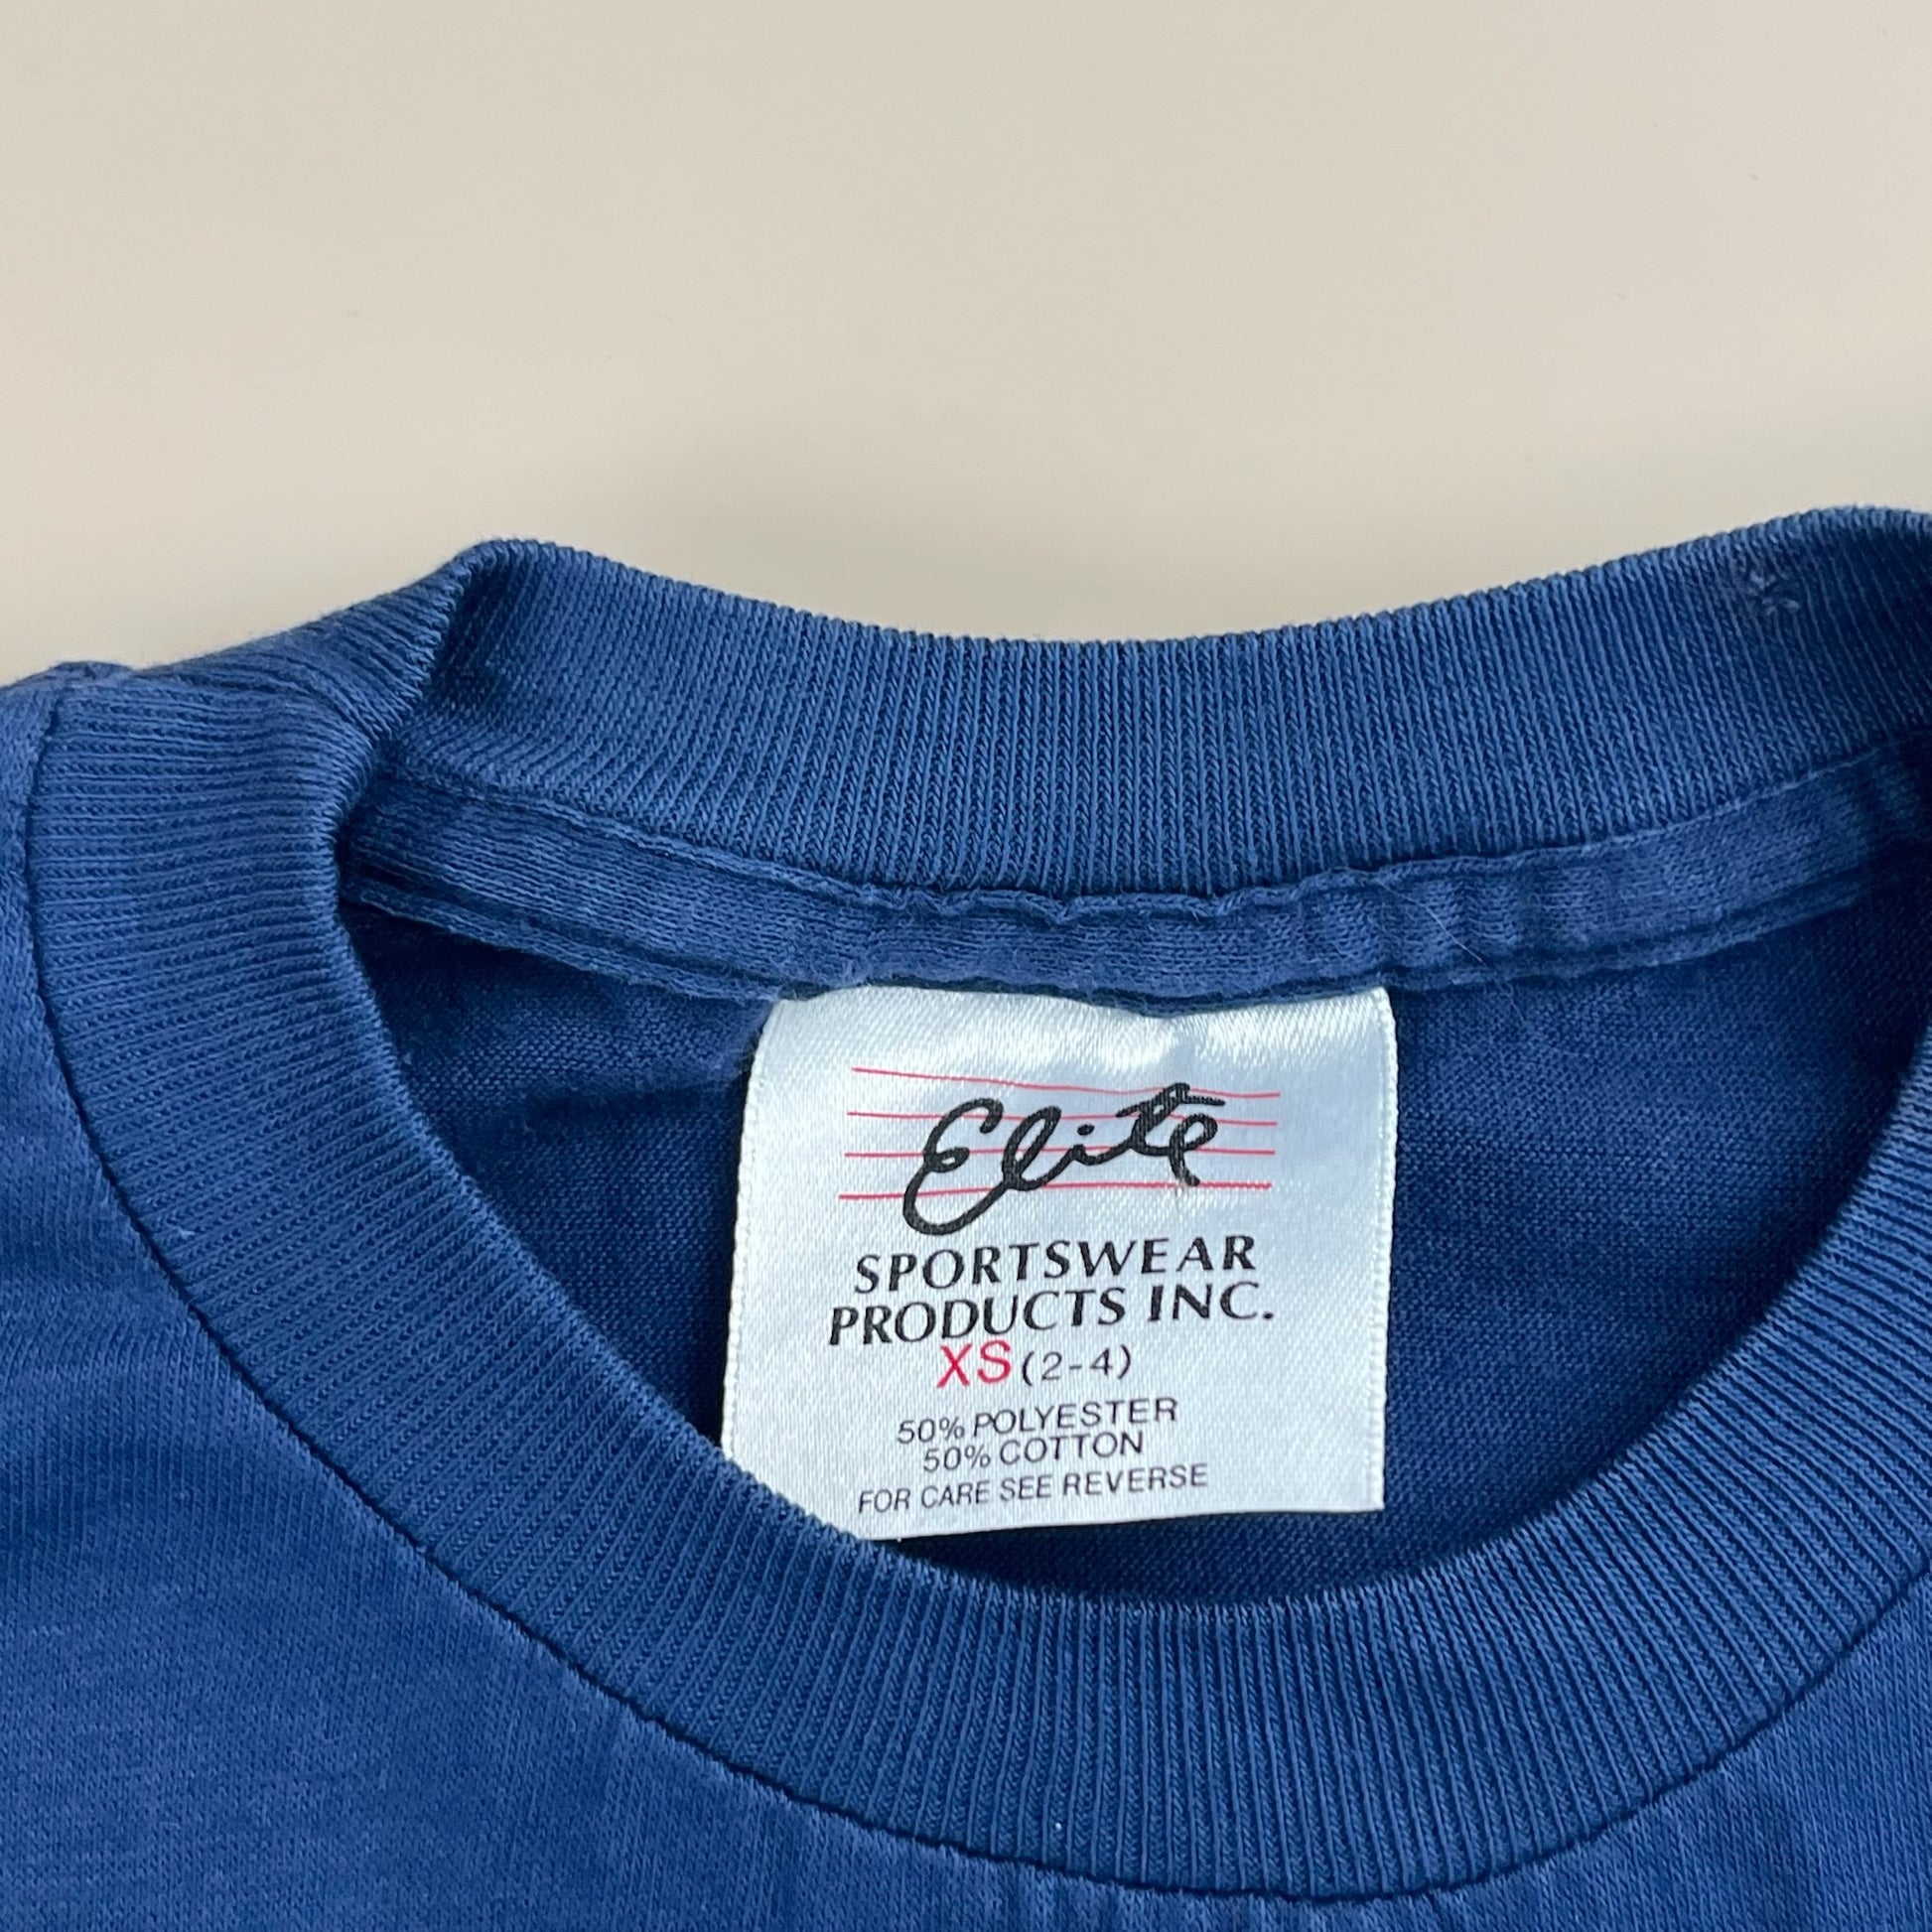 Elite
SPORTSWEAR
PRODUCTS INC.
XS (2-4)
50% POLYESTER
50% COTTON
FOR CARE SEE REVERSE